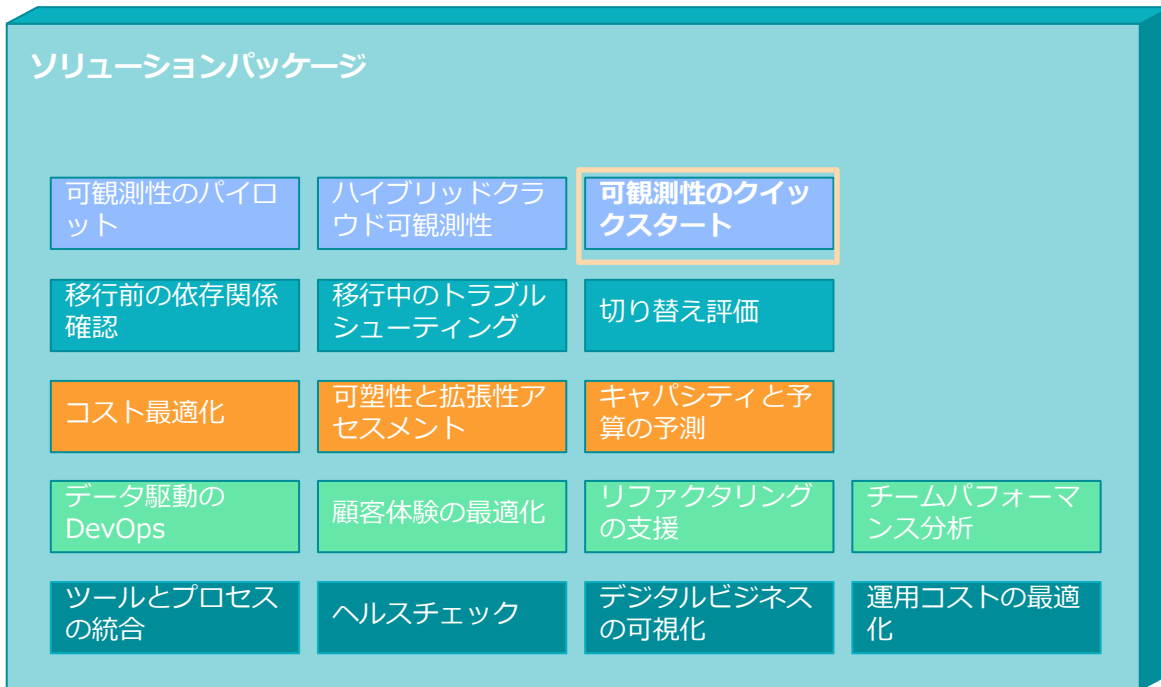 ソリューションパッケージ
可観測性のパイロ
ット
ハイブリッドクラ
ウド可観測性
可観測性のクイッ
クスタート
移行前の依存関係
確認
移行中のトラブル
シューティング
切り替え評価
コスト最適化
可塑性と拡張性ア
セスメント
キャパシティと予
算の予測
データ駆動の
DevOps
顧客体験の最適化
リファクタリング
の支援
チームパフォーマ
ンス分析
ツールとプロセス
の統合
ヘルスチェック
デジタルビジネス
の可視化
運用コストの最適
化